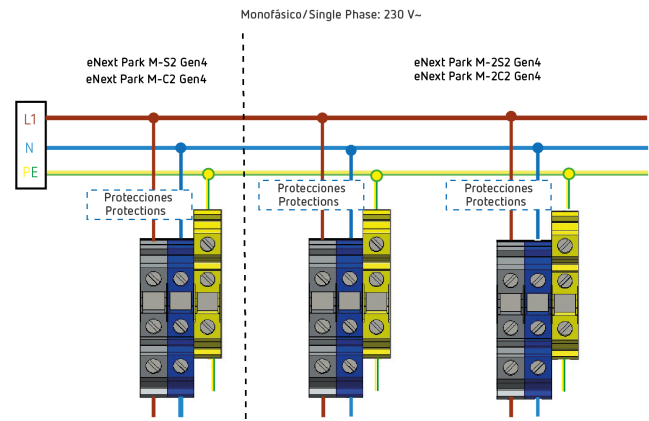 Monofásico/Single Phase: 230 V~
eNext Park M-S2 Gen4
eNext Park M-C2 Gen4
eNext Park M-2S2 Gen4
eNext Park M-2C2 Gen4
L1
N
PE
Protecciones
Protections
Protecciones
Protections
Protecciones
Protections